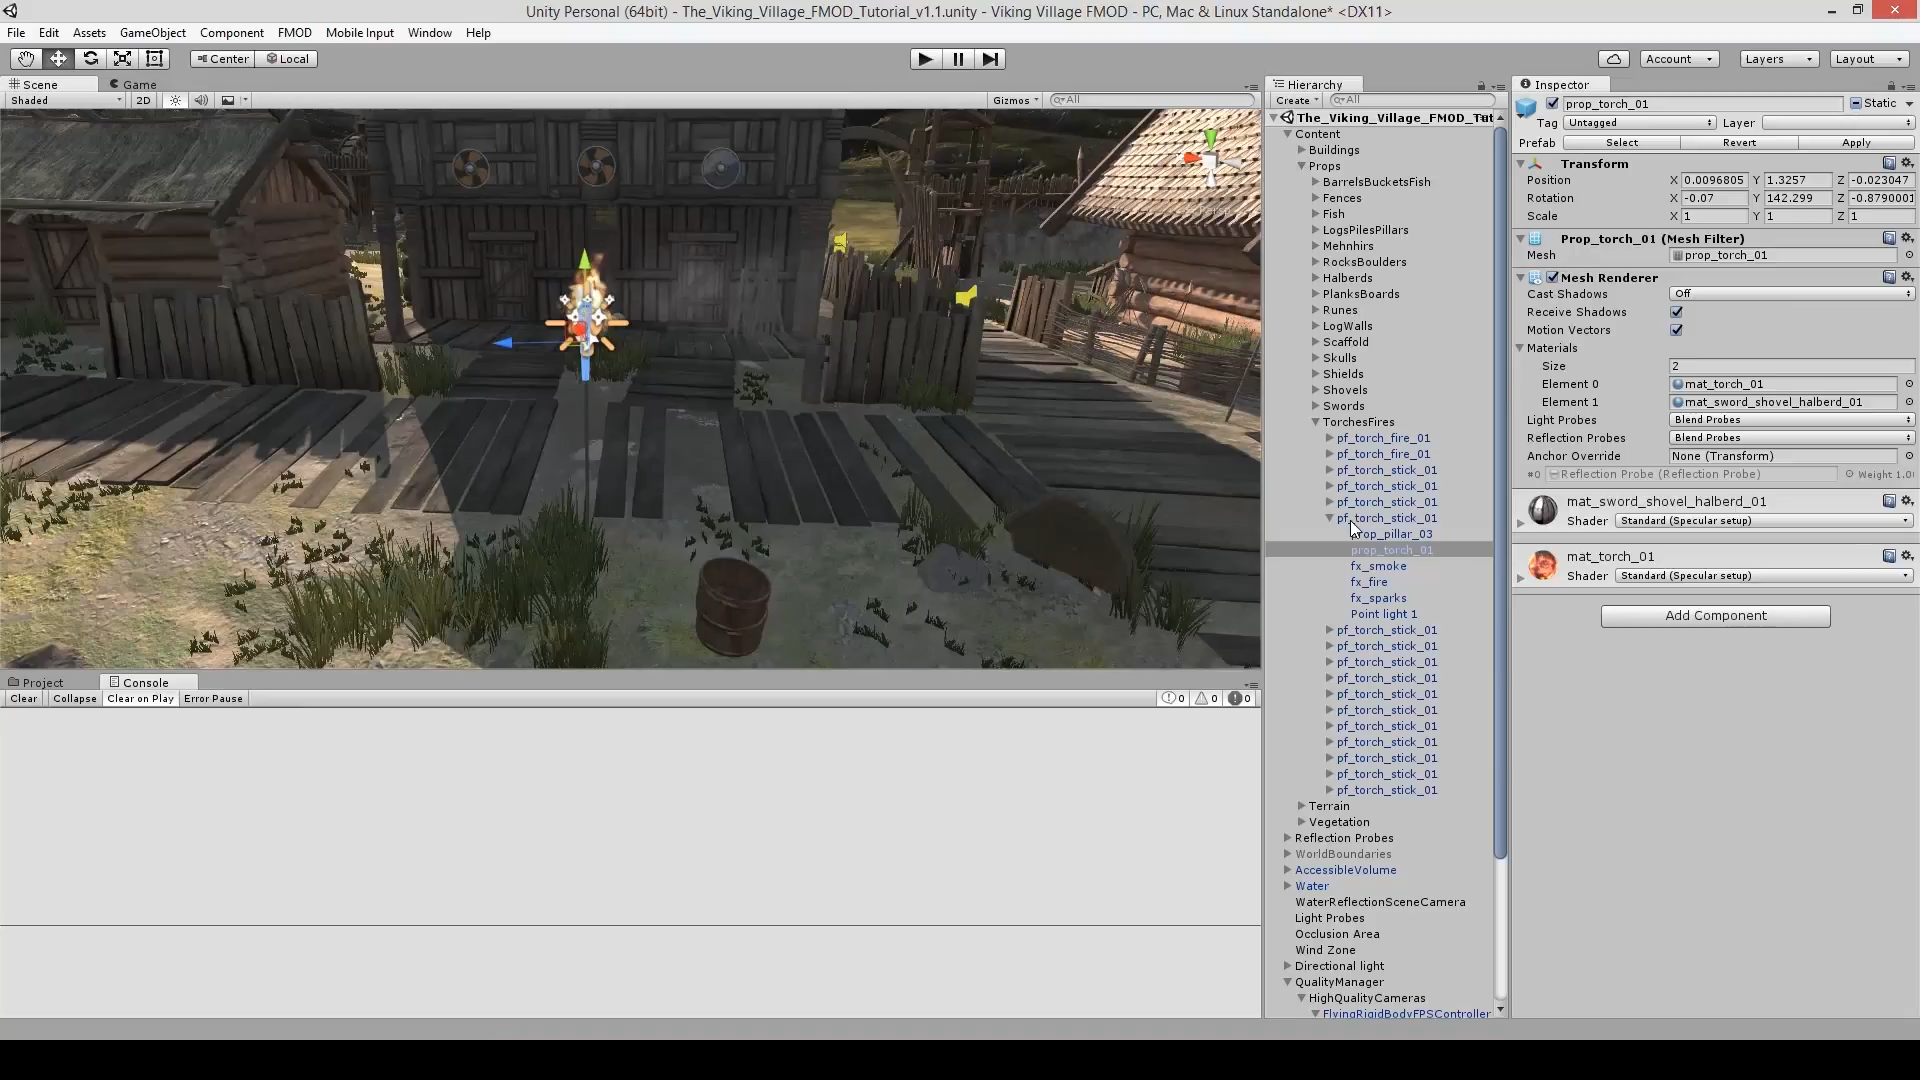 Unity Personal (64bit) - The_Viking_Village_FMOD_Tutorial_v1.1.unity - Viking Village FMOD - PC, Mac & Linux Standalone* <DX11>
File Edit Assets GameObject Component FMOD Mobile Input Window Help
Center Local Account Layers Layout
Scene Game
Shaded 2D Gizmos All
Hierarchy
Create All
The_Viking_Village_FMOD_Tut
Content
Buildings
Props
BarrelsBucketsFish
Fences
Fish
LogsPilesPillars
Mehnhirs
RocksBoulders
Halberds
PlanksBoards
Runes
LogWalls
Scaffold
Skulls
Shields
Shovels
Swords
TorchesFires
pf_torch_fire_01
pf_torch_fire_01
pf_torch_stick_01
pf_torch_stick_01
pf_torch_stick_01
pf_torch_stick_01
prop_pillar_03
prop_torch_01
fx_smoke
fx_fire
fx_sparks
Point light 1
pf_torch_stick_01
pf_torch_stick_01
pf_torch_stick_01
pf_torch_stick_01
pf_torch_stick_01
pf_torch_stick_01
pf_torch_stick_01
pf_torch_stick_01
pf_torch_stick_01
pf_torch_stick_01
pf_torch_stick_01
Terrain
Vegetation
Reflection Probes
WorldBoundaries
AccessibleVolume
Water
WaterReflectionSceneCamera
Light Probes
Occlusion Area
Wind Zone
Directional light
QualityManager
HighQualityCameras
FlyingRigidBodyFPSController
Inspector
prop_torch_01 Static
Tag Untagged Layer
Prefab Select Revert Apply
Transform
Position X 0.0096805 Y 1.3257 Z -0.023047
Rotation X -0.07 Y 142.299 Z -0.8790001
Scale X 1 Y 1 Z 1
Prop_torch_01 (Mesh Filter)
Mesh prop_torch_01
Mesh Renderer
Cast Shadows Off
Receive Shadows
Motion Vectors
Materials
Size 2
Element 0 mat_torch_01
Element 1 mat_sword_shovel_halberd_01
Light Probes Blend Probes
Reflection Probes Blend Probes
Anchor Override None (Transform)
#0 Reflection Probe (Reflection Probe) Weight 1.0
mat_sword_shovel_halberd_01
Shader Standard (Specular setup)
mat_torch_01
Shader Standard (Specular setup)
Add Component
Project Console
Clear Collapse Clear on Play Error Pause 0 0 0